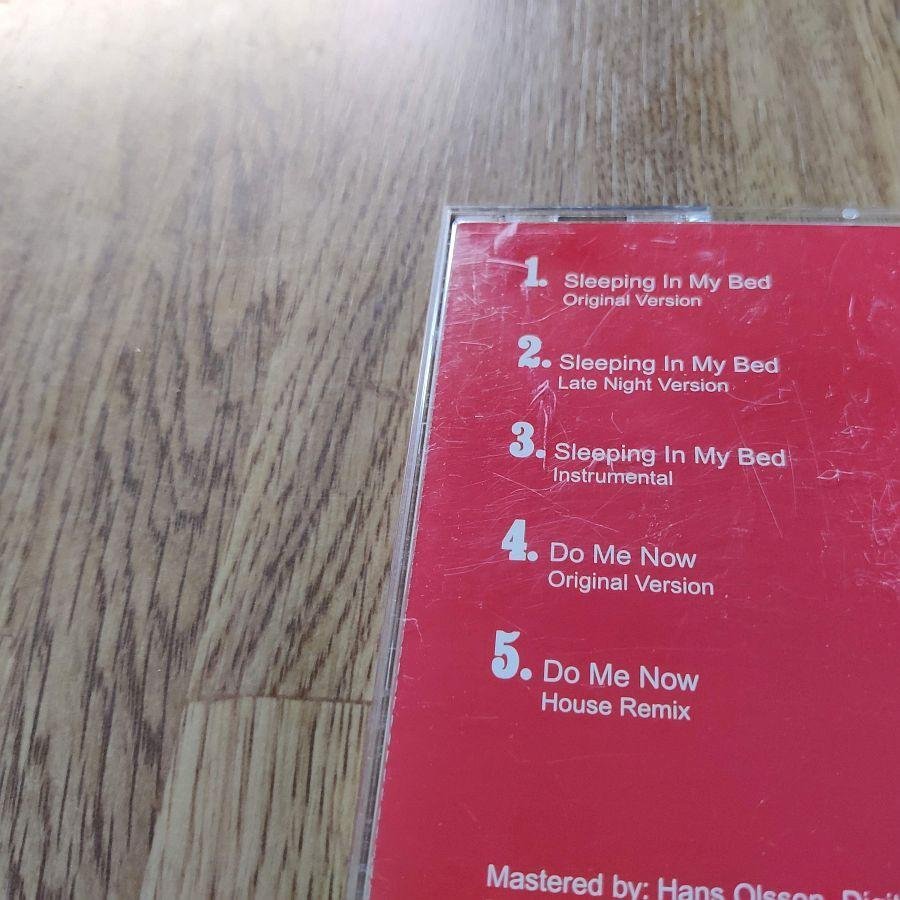 1. Sleeping In My Bed
Original Version
2. Sleeping In My Bed
Late Night Version
3. Sleeping In My Bed
Instrumental
4. Do Me Now
Original Version
5. Do Me Now
House Remix
Mastered by: Hans Olsson,